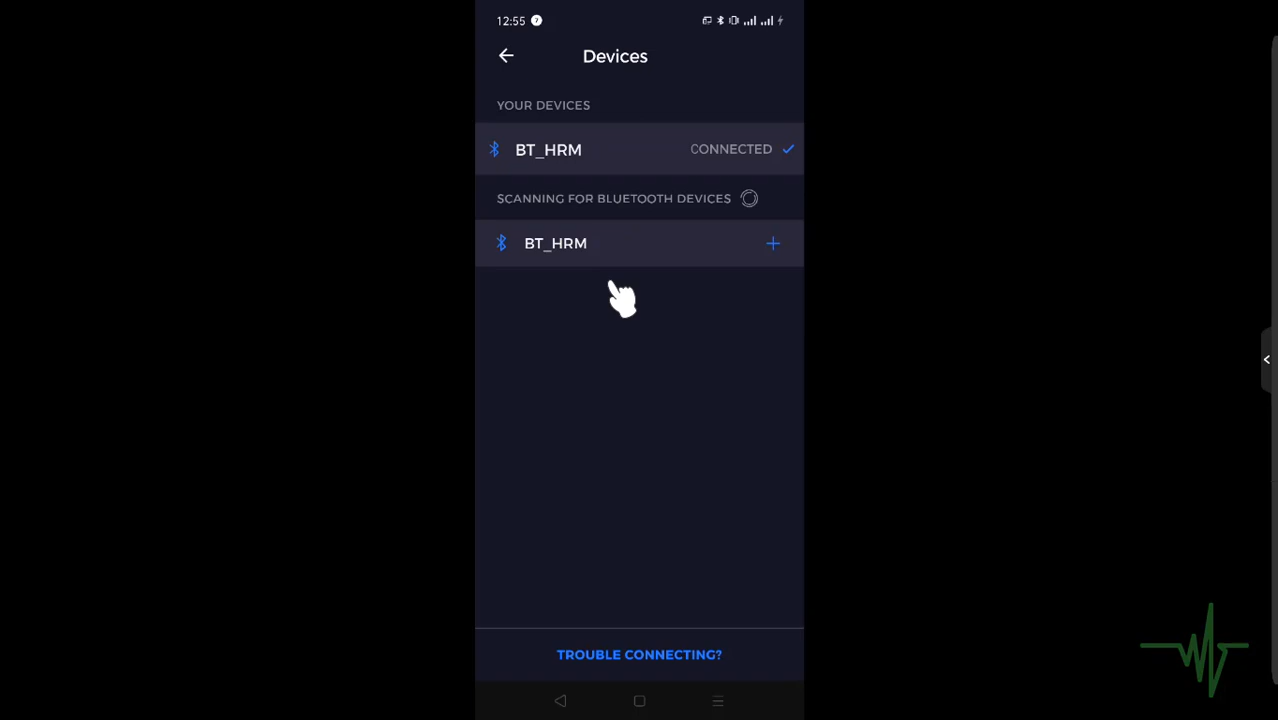 12:55
Devices
YOUR DEVICES
BT_HRM CONNECTED
SCANNING FOR BLUETOOTH DEVICES
BT_HRM +
TROUBLE CONNECTING?